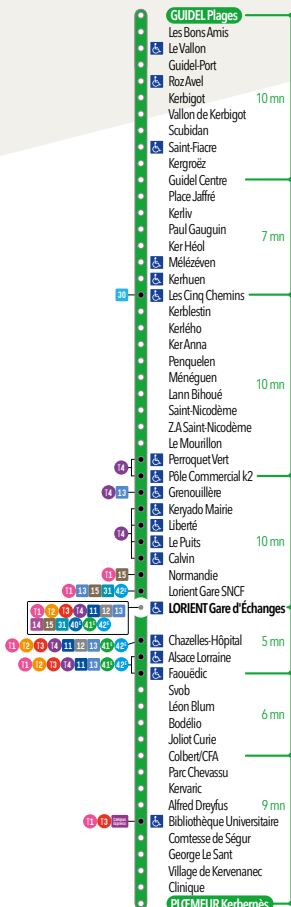 GUIDEL Plages
Les Bons Amis
Le Vallon
Guidel-Port
Roz Avel
Kerbigot 10 mn
Vallon de Kerbigot
Scubidan
Saint-Fiacre
Kergroëz
Guidel Centre
Place Jaffré
Kerliv
Paul Gauguin 7 mn
Ker Héol
Mélézéven
Kerhuen
30 Les Cinq Chemins
Kerblestin
Kerlého
Ker Anna
Penquelen
Ménéguen 10 mn
Lann Bihoué
Saint-Nicodème
Z.A Saint-Nicodème
Le Mourillon
T4 Perroquet Vert
Pôle Commercial k2
T4 13 Grenouillère
Keryado Mairie
T4 Liberté
Le Puits 10 mn
Calvin
T1 15 Normandie
T1 13 15 31 42 Lorient Gare SNCF
T1 T2 T3 T4 11 12 13 LORIENT Gare d'Échanges
14 15 31 40 41 42
T1 T2 T3 T4 11 12 13 41 42 Chazelles-Hôpital 5 mn
Alsace Lorraine
T1 T2 T3 T4 11 13 41 42 Faouëdic
Svob
Léon Blum 6 mn
Bodélio
Joliot Curie
Colbert/CFA
Parc Chevassu
Kervaric
Alfred Dreyfus 9 mn
T1 T3 Bibliothèque Universitaire
Comtesse de Ségur
George Le Sant
Village de Kervenanec
Clinique
PLŒMEUR Kerbernès